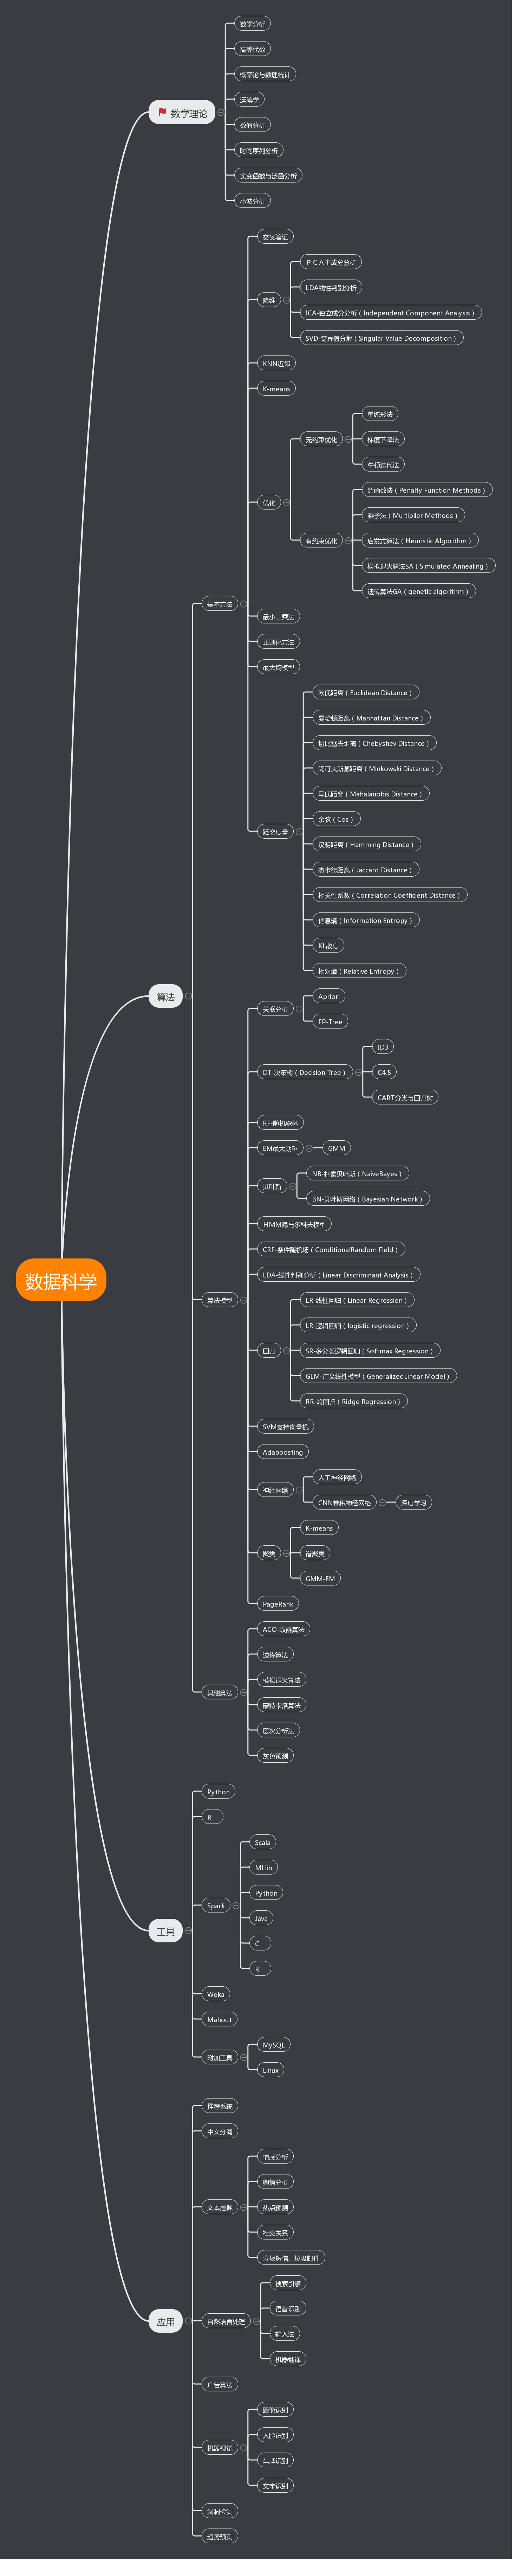 数据科学
数学理论
数学分析
高等代数
概率论与数理统计
运筹学
数值分析
时间序列分析
实变函数与泛函分析
小波分析
算法
基本方法
交叉验证
降维
PCA主成分分析
LDA线性判别分析
ICA-独立成分分析（Independent Component Analysis）
SVD-奇异值分解（Singular Value Decomposition）
KNN近邻
K-means
优化
无约束优化
单纯形法
梯度下降法
牛顿迭代法
有约束优化
罚函数法（Penalty Function Methods）
乘子法（Multiplier Methods）
启发式算法（Heuristic Algorithm）
模拟退火算法SA（Simulated Annealing）
遗传算法GA（genetic algorithm）
最小二乘法
正则化方法
最大熵模型
距离度量
欧氏距离（Euclidean Distance）
曼哈顿距离（Manhattan Distance）
切比雪夫距离（Chebyshev Distance）
闵可夫斯基距离（Minkowski Distance）
马氏距离（Mahalanobis Distance）
余弦（Cos）
汉明距离（Hamming Distance）
杰卡德距离（Jaccard Distance）
相关性系数（Correlation Coefficient Distance）
信息熵（Information Entropy）
KL散度
相对熵（Relative Entropy）
算法模型
关联分析
Apriori
FP-Tree
DT-决策树（Decision Tree）
ID3
C4.5
CART分类与回归树
RF-随机森林
EM最大期望
GMM
贝叶斯
NB-朴素贝叶斯（NaiveBayes）
BN-贝叶斯网络（Bayesian Network）
HMM隐马尔科夫模型
CRF-条件随机场（ConditionalRandom Field）
LDA-线性判别分析（Linear Discriminant Analysis）
回归
LR-线性回归（Linear Regression）
LR-逻辑回归（logistic regression）
SR-多分类逻辑回归（Softmax Regression）
GLM-广义线性模型（GeneralizedLinear Model）
RR-岭回归（Ridge Regression）
SVM支持向量机
Adaboosting
神经网络
人工神经网络
CNN卷积神经网络
深度学习
聚类
K-means
谱聚类
GMM-EM
PageRank
其他算法
ACO-蚁群算法
遗传算法
模拟退火算法
蒙特卡洛算法
层次分析法
灰色预测
工具
Python
R
Spark
Scala
MLlib
Python
Java
C
R
Weka
Mahout
附加工具
MySQL
Linux
应用
推荐系统
中文分词
文本挖掘
情感分析
舆情分析
热点预测
社交关系
垃圾短信、垃圾邮件
自然语言处理
搜索引擎
语音识别
输入法
机器翻译
广告算法
机器视觉
图像识别
人脸识别
车牌识别
文字识别
漏洞检测
趋势预测